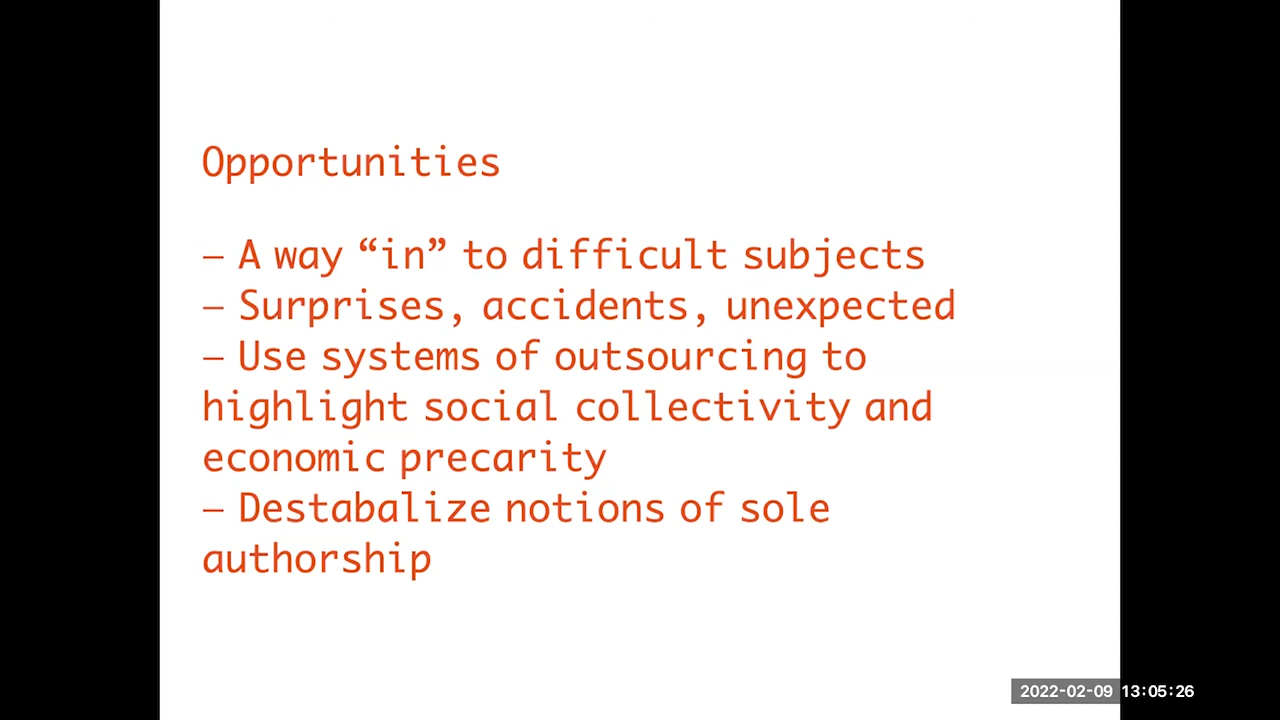 Opportunities
– A way “in” to difficult subjects
– Surprises, accidents, unexpected
– Use systems of outsourcing to
highlight social collectivity and
economic precarity
– Destabalize notions of sole
authorship
2022-02-09 13:05:26